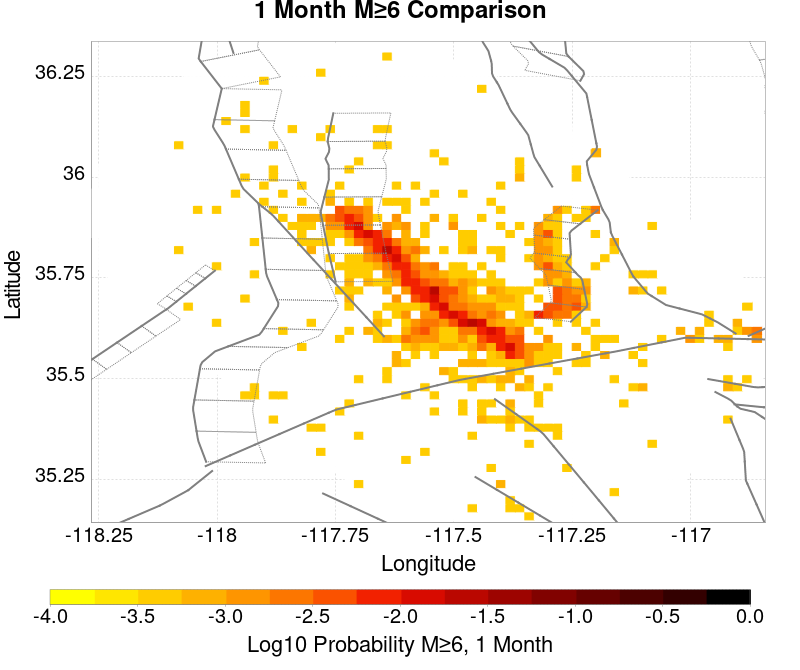 1 Month M≥6 Comparison
36.25
36
35.75
35.5
35.25
Latitude
-118.25 -118 -117.75 -117.5 -117.25 -117
Longitude
-4.0 -3.5 -3.0 -2.5 -2.0 -1.5 -1.0 -0.5 0.0
Log10 Probability M≥6, 1 Month